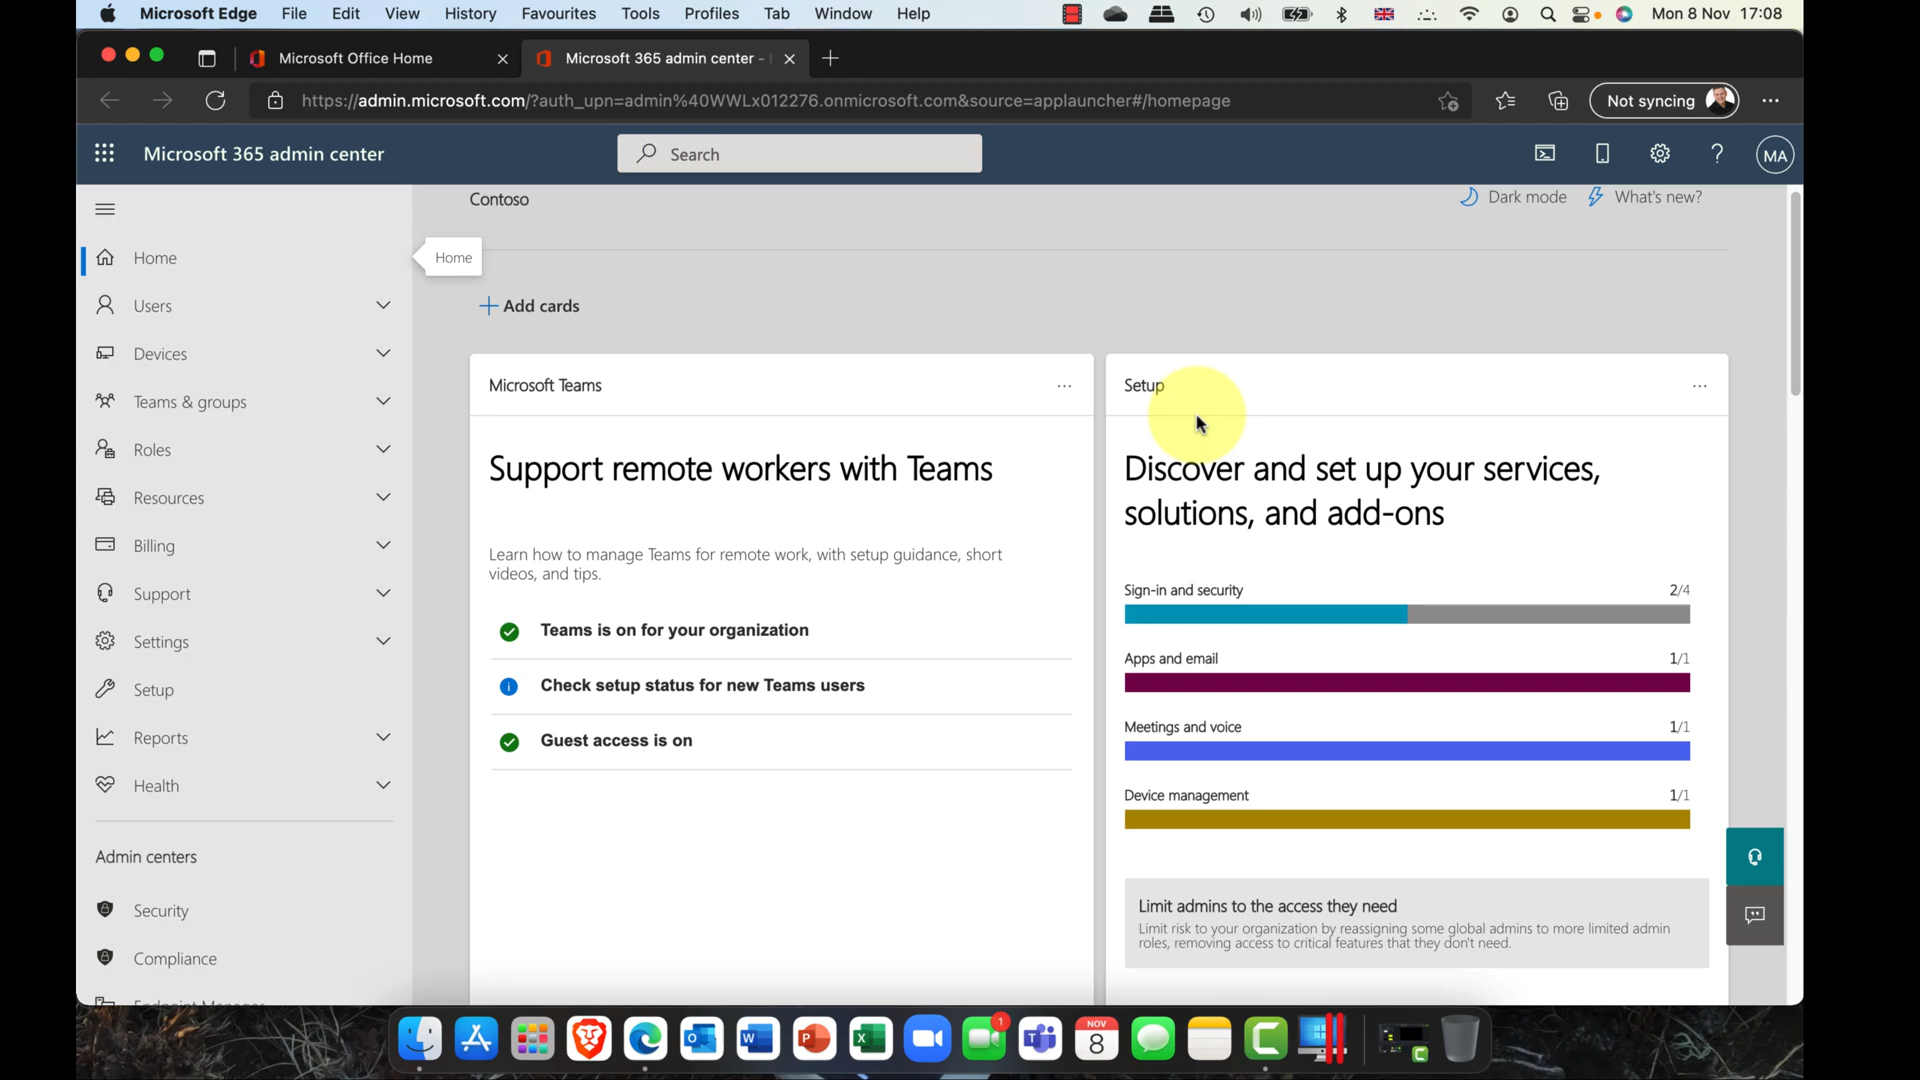 Microsoft Edge File Edit View History Favourites Tools Profiles Tab Window Help Mon 8 Nov 17:08
Microsoft Office Home
Microsoft 365 admin center -
https://admin.microsoft.com/?auth_upn=admin%40WWLx012276.onmicrosoft.com&source=applauncher#/homepage
Not syncing
Microsoft 365 admin center
Search
MA
Contoso
Dark mode
What's new?
Home
Home
Users
Devices
Teams & groups
Roles
Resources
Billing
Support
Settings
Setup
Reports
Health
Admin centers
Security
Compliance
Add cards
Microsoft Teams
Support remote workers with Teams
Learn how to manage Teams for remote work, with setup guidance, short
videos, and tips.
Teams is on for your organization
Check setup status for new Teams users
Guest access is on
Setup
Discover and set up your services,
solutions, and add-ons
Sign-in and security 2/4
Apps and email 1/1
Meetings and voice 1/1
Device management 1/1
Limit admins to the access they need
Limit risk to your organization by reassigning some global admins to more limited admin
roles, removing access to critical features that they don't need.
1
NOV
8